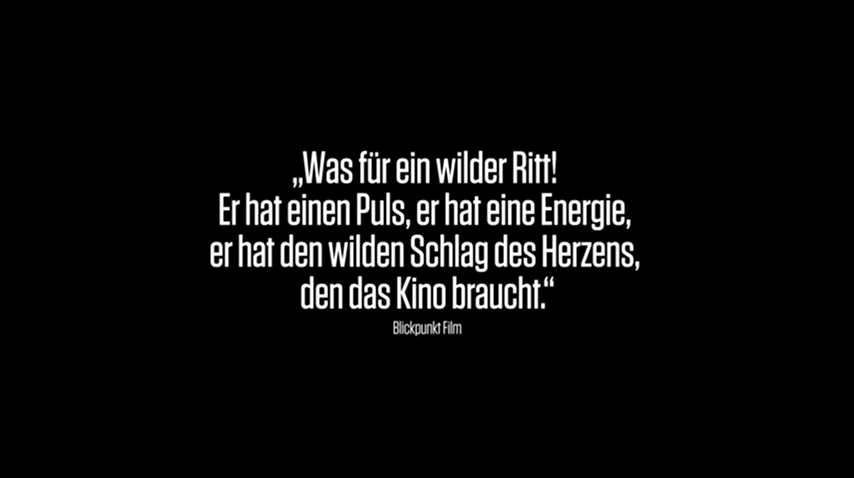 „Was für ein wilder Ritt!
Er hat einen Puls, er hat eine Energie,
er hat den wilden Schlag des Herzens,
den das Kino braucht.“
Blickpunkt Film